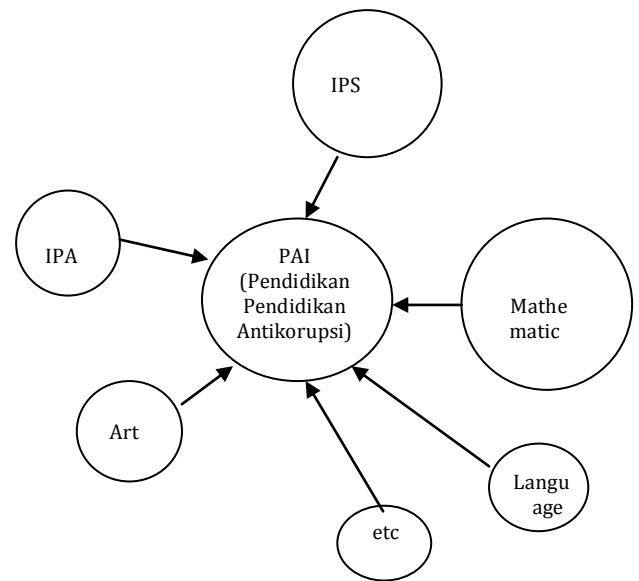 IPS
IPA
PAI
(Pendidikan
Pendidikan
Antikorupsi)
Mathe
matic
Art
Langu
age
etc